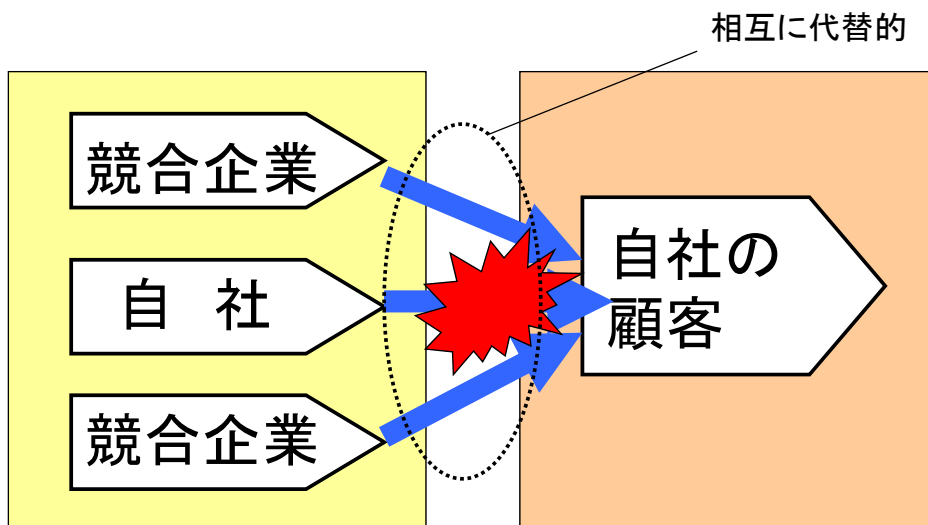 相互に代替的
競合企業
自 社
競合企業
自社の
顧客